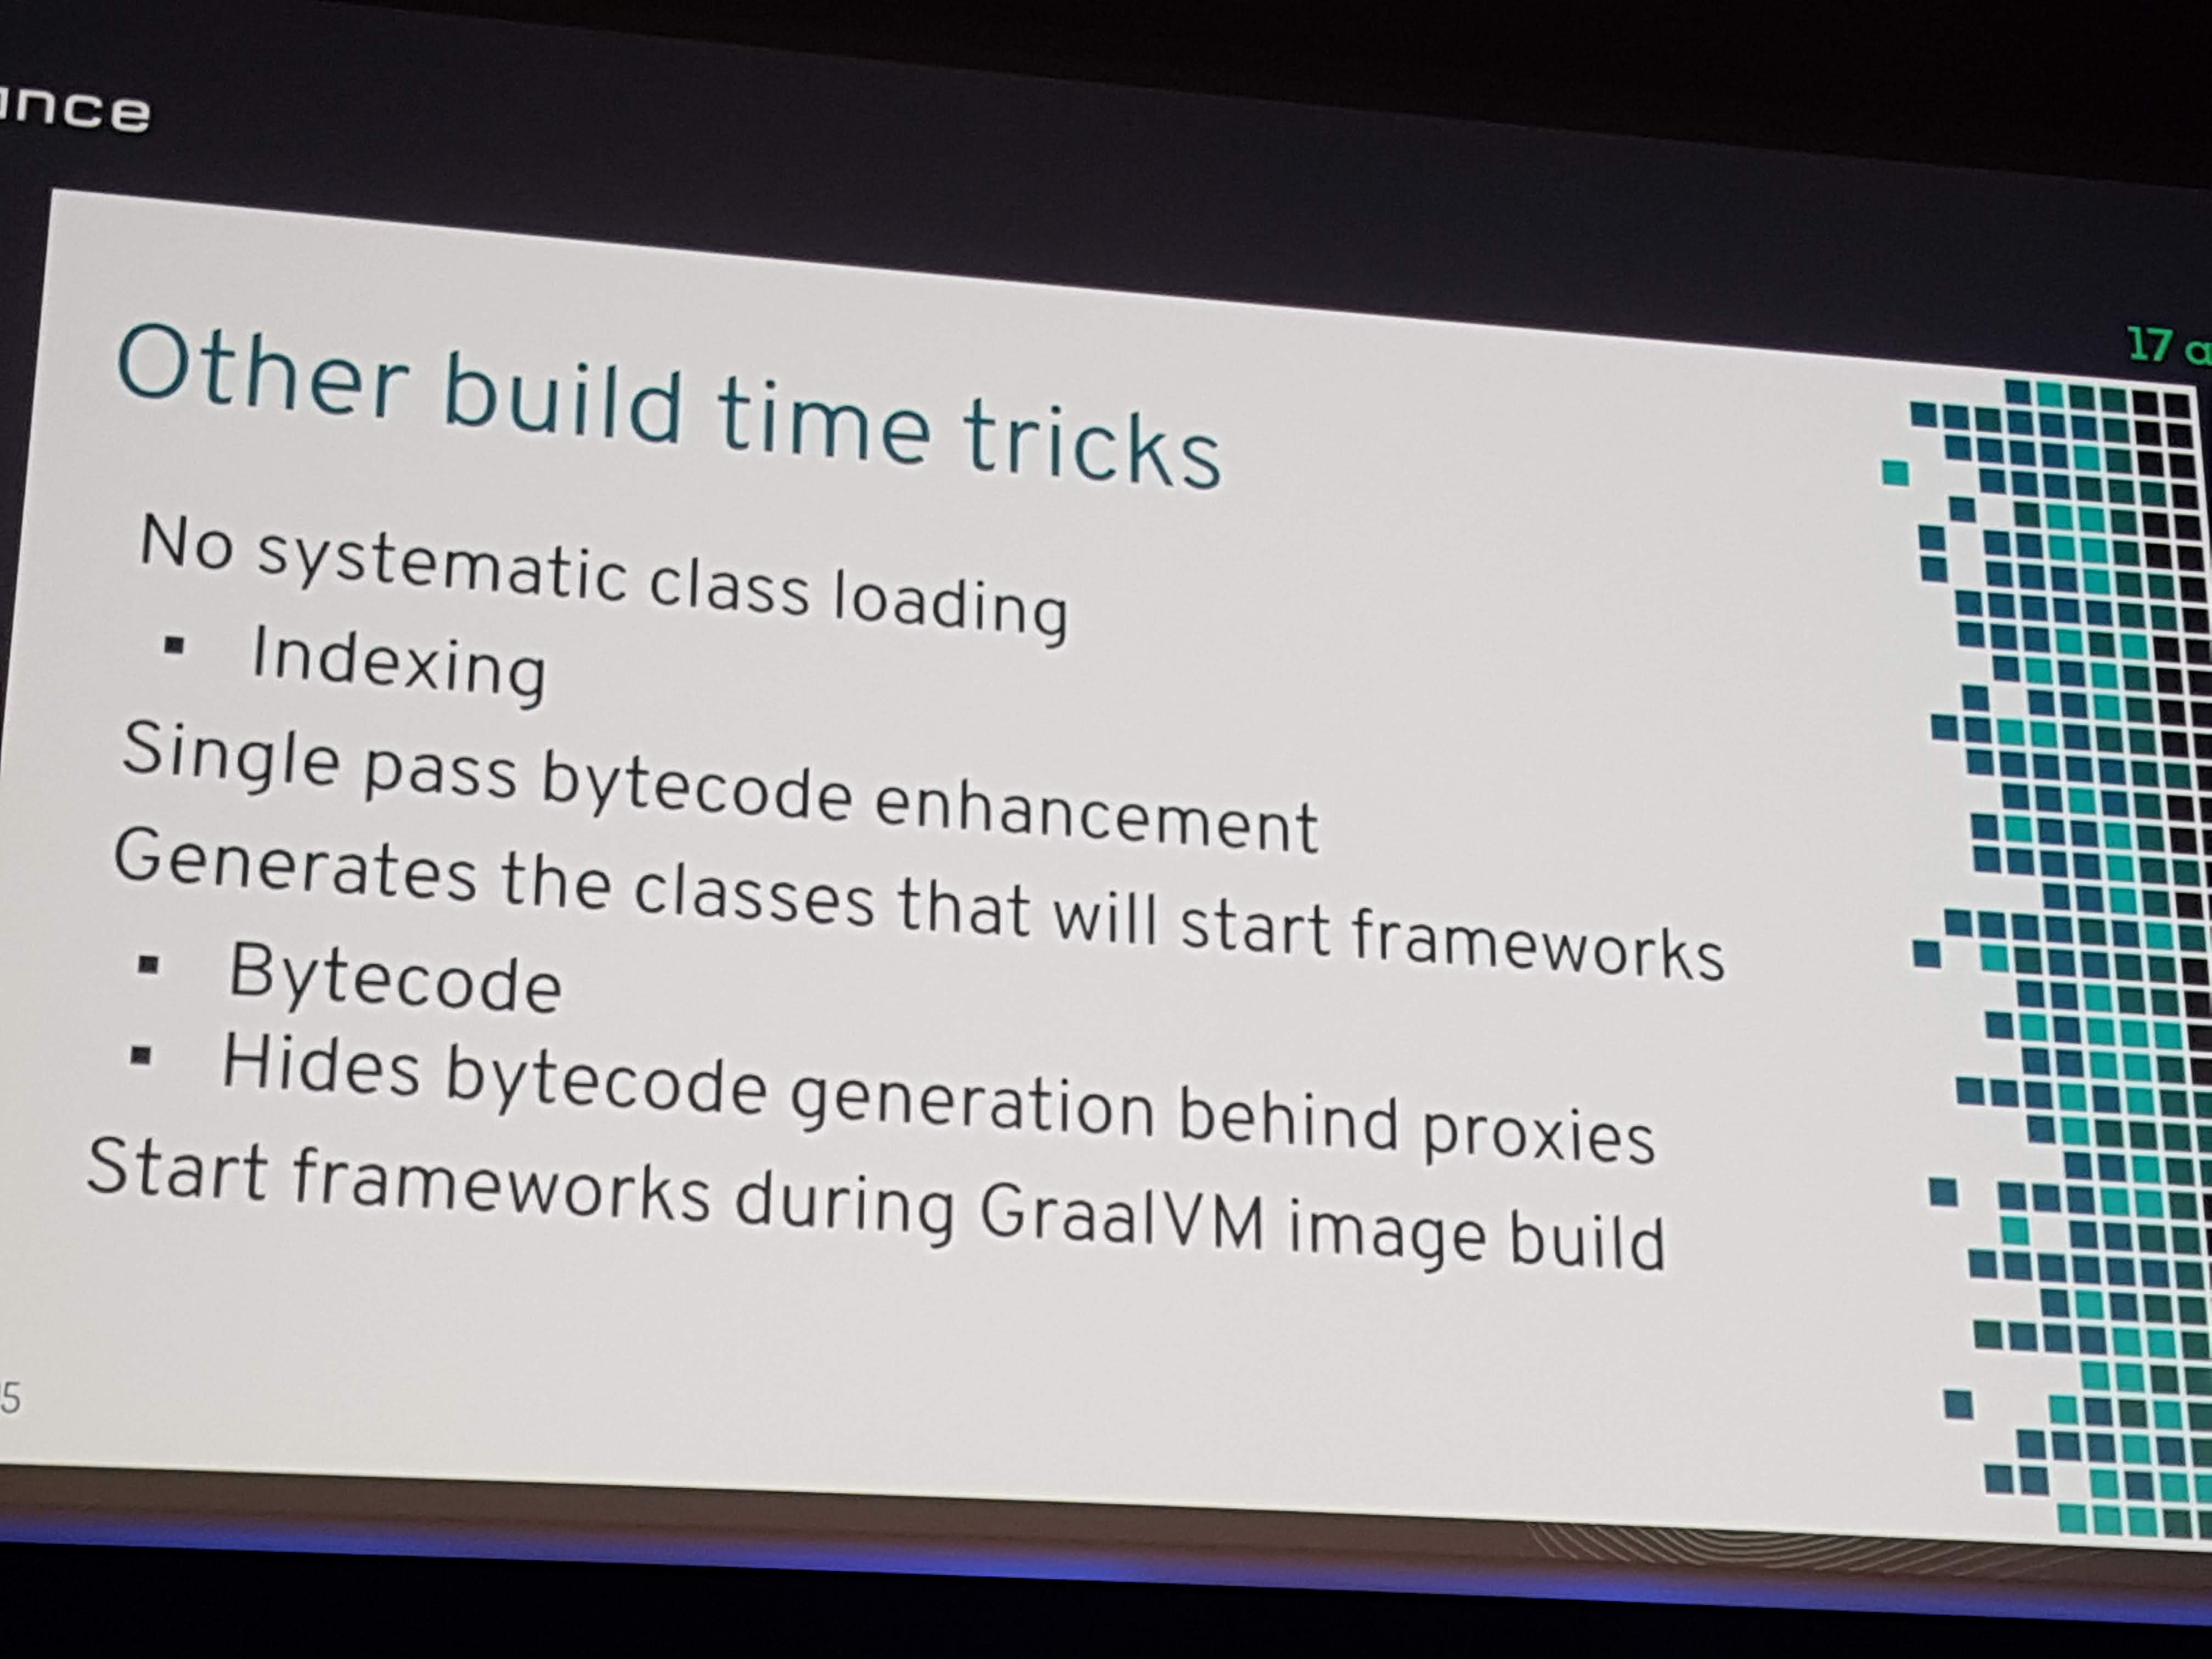 Other build time tricks
No systematic class loading
▪ Indexing
Single pass bytecode enhancement
Generates the classes that will start frameworks
▪ Bytecode
▪ Hides bytecode generation behind proxies
Start frameworks during GraalVM image build
17
5